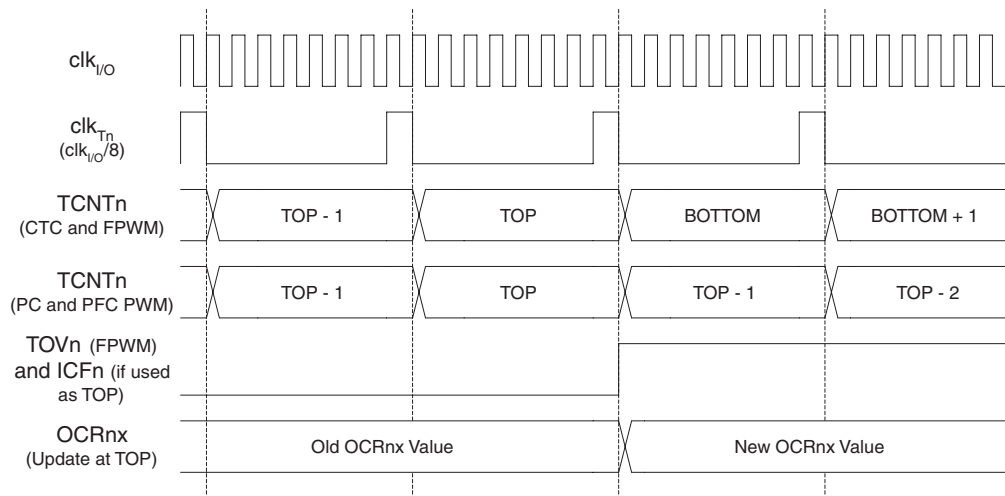 clkI/O
clkTn
(clkI/O/8)
TCNTn
(CTC and FPWM)
TOP - 1
TOP
BOTTOM
BOTTOM + 1
TCNTn
(PC and PFC PWM)
TOP - 1
TOP
TOP - 1
TOP - 2
TOVn (FPWM)
and ICFn (if used
as TOP)
OCRnx
(Update at TOP)
Old OCRnx Value
New OCRnx Value